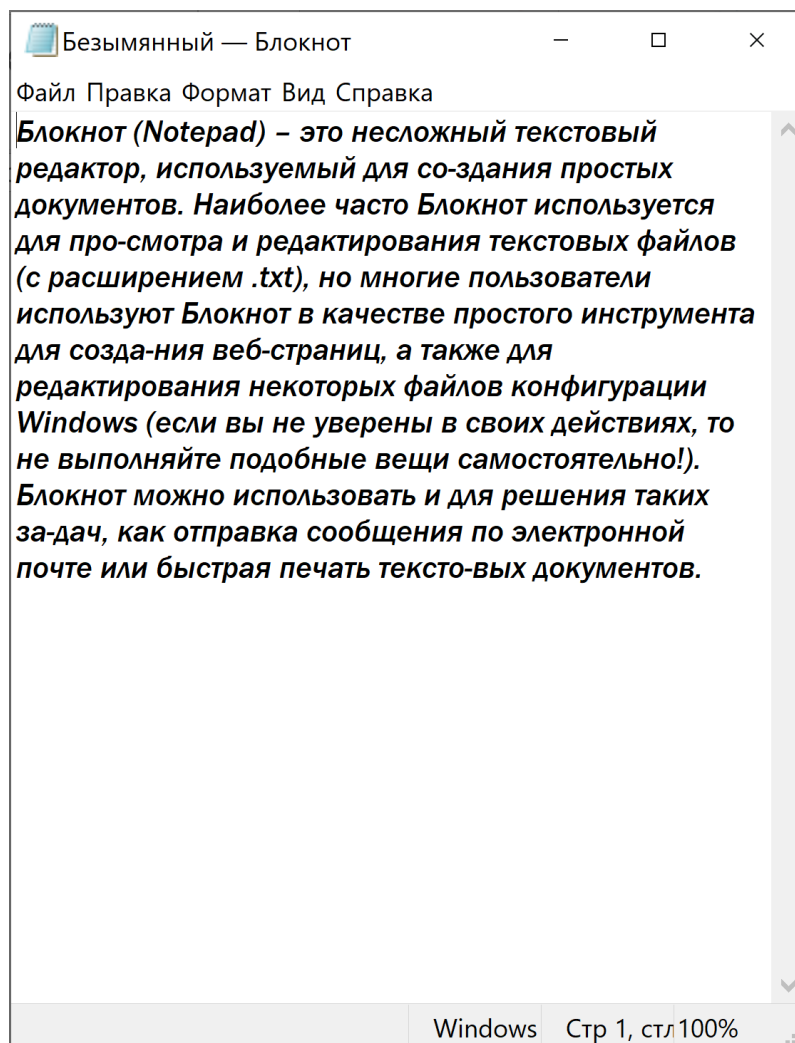 Безымянный — Блокнот
Файл Правка Формат Вид Справка
Блокнот (Notepad) – это несложный текстовый
редактор, используемый для со-здания простых
документов. Наиболее часто Блокнот используется
для про-смотра и редактирования текстовых файлов
(с расширением .txt), но многие пользователи
используют Блокнот в качестве простого инструмента
для созда-ния веб-страниц, а также для
редактирования некоторых файлов конфигурации
Windows (если вы не уверены в своих действиях, то
не выполняйте подобные вещи самостоятельно!).
Блокнот можно использовать и для решения таких
за-дач, как отправка сообщения по электронной
почте или быстрая печать тексто-вых документов.
Windows Стр 1, стл 100%